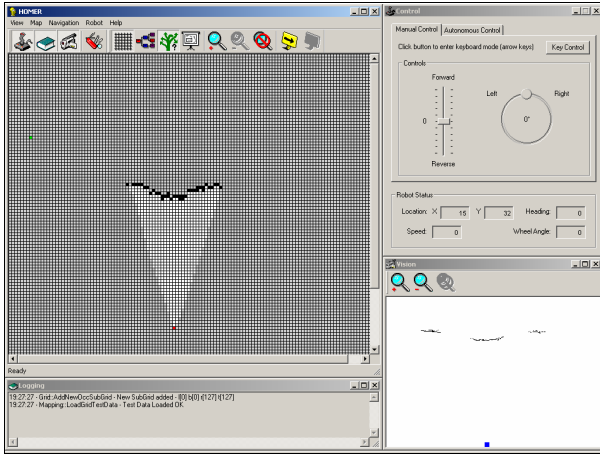 HOMER
View Map Navigation Robot Help
Ready
Logging
19:27:27 - Grid::AddNewOccSubGrid - New SubGrid added - l[0] b[0] r[127] t[127]
19:27:27 - Mapping::LoadGridTestData - Test Data Loaded OK
Control
Manual Control Autonomous Control
Click button to enter keyboard mode (arrow keys) Key Control
Controls
Forward
Left Right
0 0°
Reverse
Robot Status
Location: X 15 Y 32 Heading: 0
Speed: 0 Wheel Angle: 0
Vision